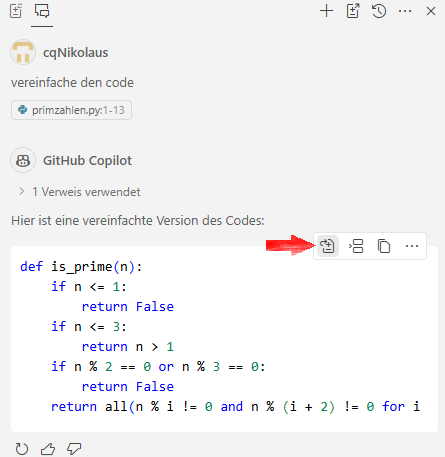 cqNikolaus
vereinfache den code
primzahlen.py:1-13
GitHub Copilot
1 Verweis verwendet
Hier ist eine vereinfachte Version des Codes:
def is_prime(n):
    if n <= 1:
        return False
    if n <= 3:
        return n > 1
    if n % 2 == 0 or n % 3 == 0:
        return False
    return all(n % i != 0 and n % (i + 2) != 0 for i